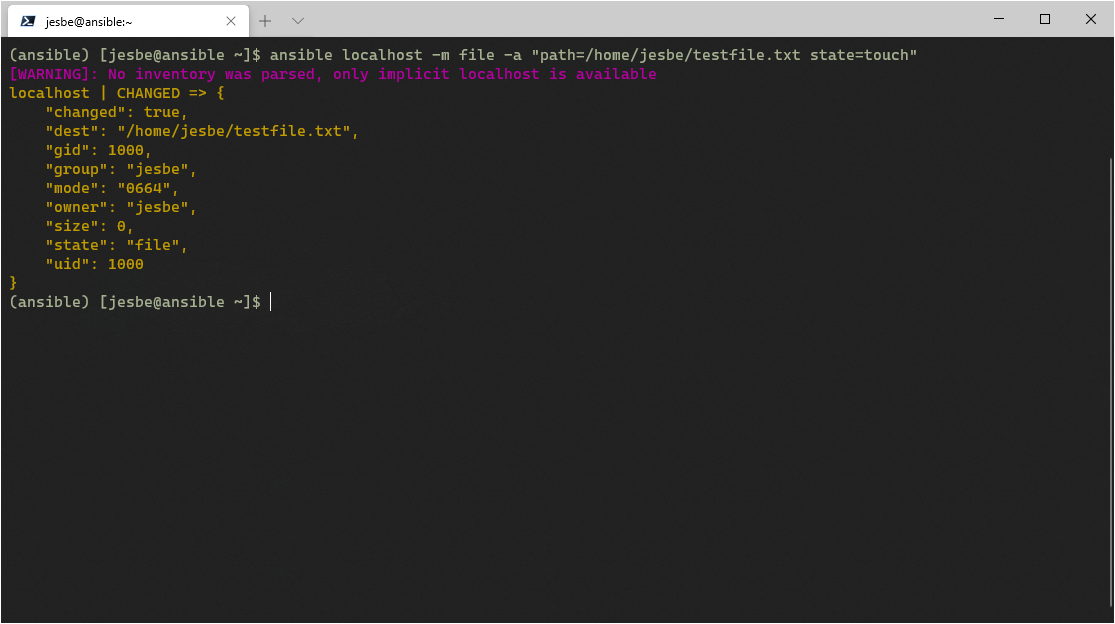 jesbe@ansible:~
(ansible) [jesbe@ansible ~]$ ansible localhost -m file -a "path=/home/jesbe/testfile.txt state=touch"
[WARNING]: No inventory was parsed, only implicit localhost is available
localhost | CHANGED => {
    "changed": true,
    "dest": "/home/jesbe/testfile.txt",
    "gid": 1000,
    "group": "jesbe",
    "mode": "0664",
    "owner": "jesbe",
    "size": 0,
    "state": "file",
    "uid": 1000
}
(ansible) [jesbe@ansible ~]$